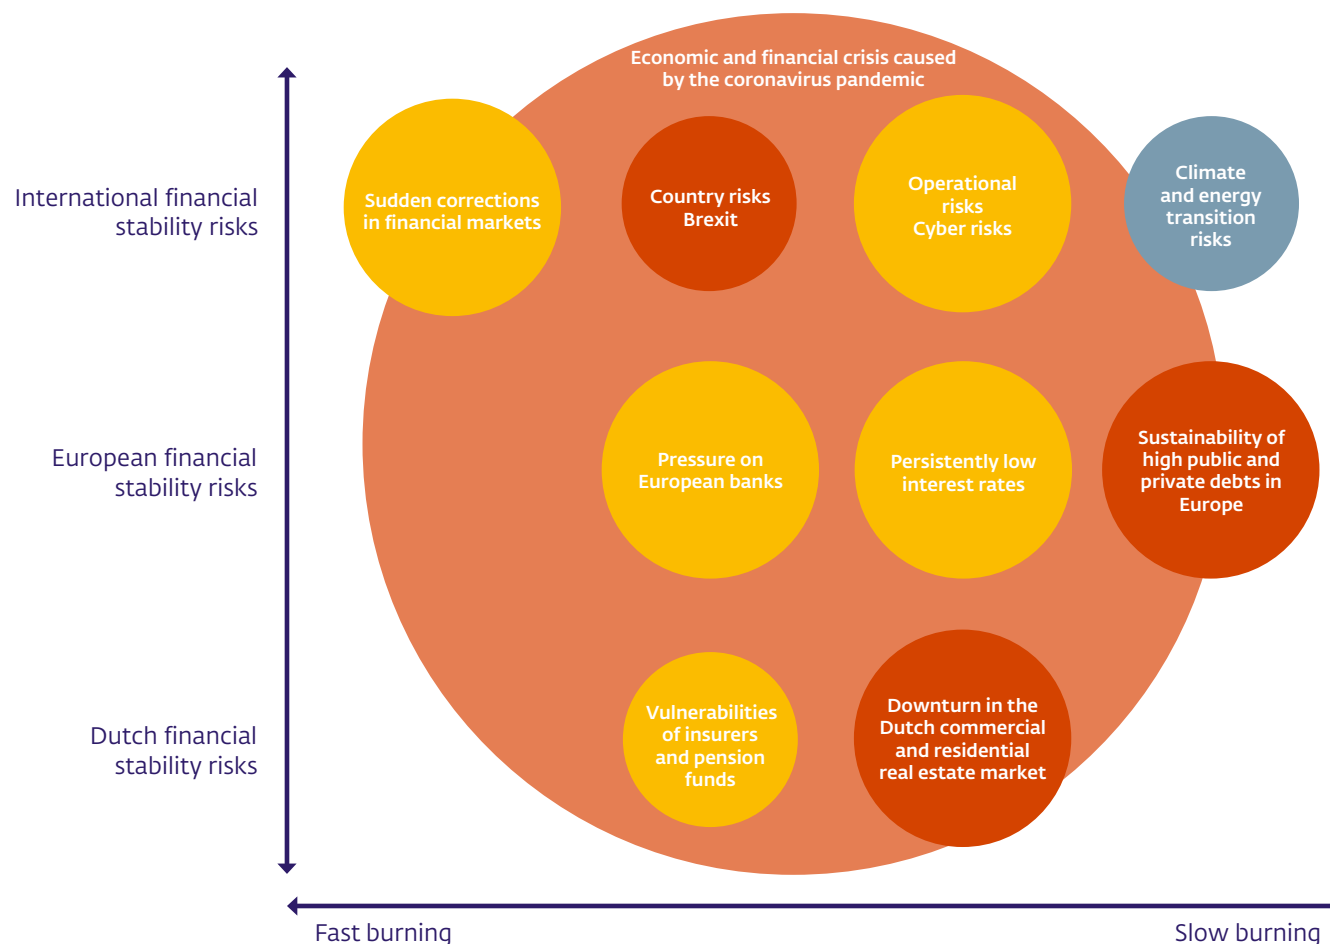 Economic and financial crisis caused
by the coronavirus pandemic
International financial
stability risks
Sudden corrections
in financial markets
Country risks
Brexit
Operational
risks
Cyber risks
Climate
and energy
transition
risks
European financial
stability risks
Pressure on
European banks
Persistently low
interest rates
Sustainability of
high public and
private debts in
Europe
Dutch financial
stability risks
Vulnerabilities
of insurers
and pension
funds
Downturn in the
Dutch commercial
and residential
real estate market
Fast burning
Slow burning